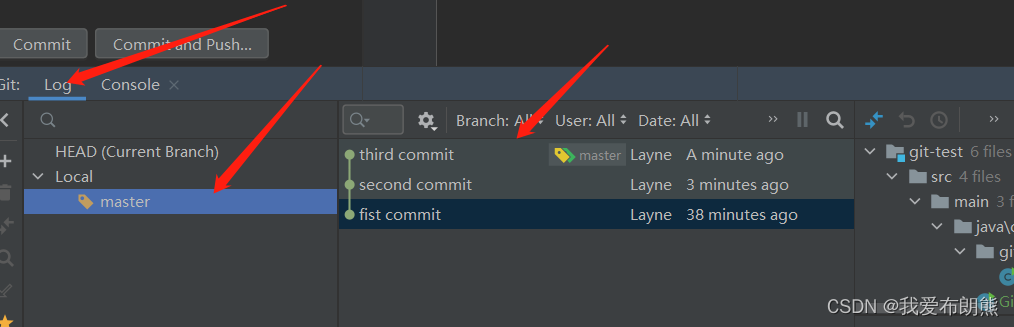 Commit Commit and Push...
Git: Log Console
Branch: All User: All Date: All
HEAD (Current Branch)
Local
master
third commit master Layne A minute ago
second commit Layne 3 minutes ago
fist commit Layne 38 minutes ago
git-test 6 files
src 4 files
main 3 f
java\c
gi
Gi
CSDN @我爱布朗熊